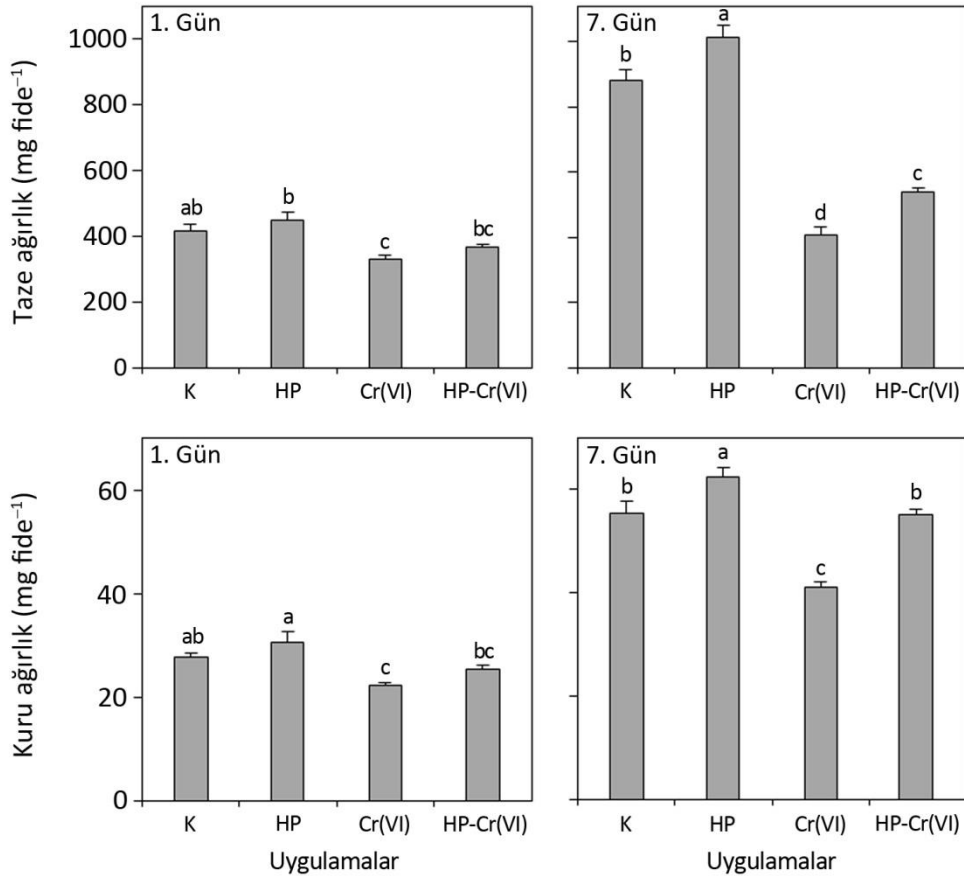 Taze ağırlık (mg fide⁻¹)
1. Gün
1000
800
600
400
200
0
ab
b
c
bc
K
HP
Cr(VI)
HP-Cr(VI)
7. Gün
b
a
d
c
K
HP
Cr(VI)
HP-Cr(VI)
Kuru ağırlık (mg fide⁻¹)
1. Gün
60
40
20
0
ab
a
c
bc
K
HP
Cr(VI)
HP-Cr(VI)
Uygulamalar
7. Gün
b
a
c
b
K
HP
Cr(VI)
HP-Cr(VI)
Uygulamalar